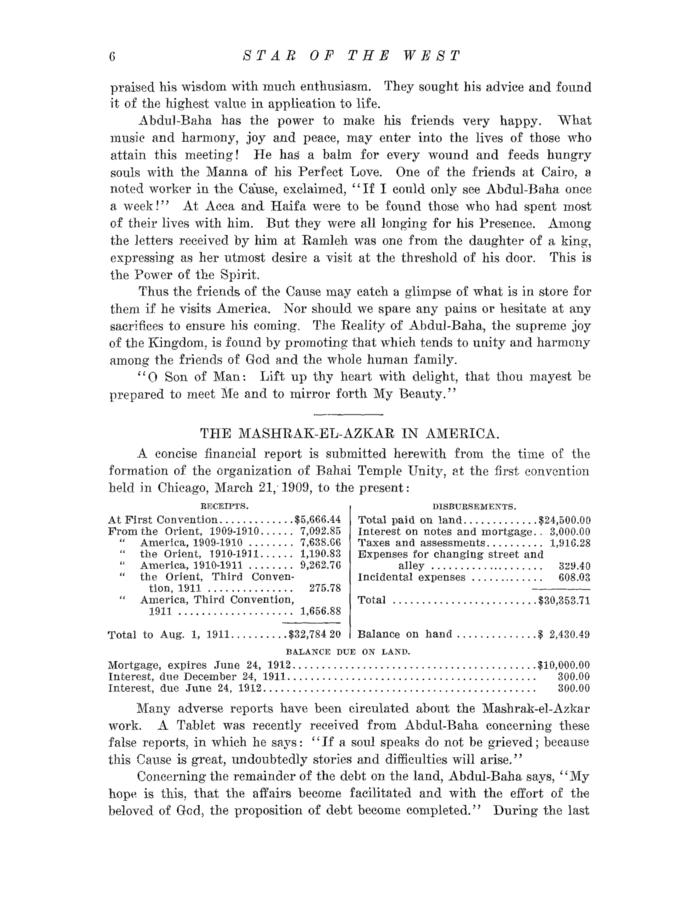 6 STAR OF THE WEST
praised his wisdom with much enthusiasm. They sought his advice and found
it of the highest value in application to life.
Abdul-Baha has the power to make his friends very happy. What
music and harmony, joy and peace, may enter into the lives of those who
attain this meeting! He has a balm for every wound and feeds hungry
souls with the Manna of his Perfect Love. One of the friends at Cairo, a
noted worker in the Cause, exclaimed, "If I could only see Abdul-Baha once
a week!" At Acca and Haifa were to be found those who had spent most
of their lives with him. But they were all longing for his Presence. Among
the letters received by him at Ramleh was one from the daughter of a king,
expressing as her utmost desire a visit at the threshold of his door. This is
the Power of the Spirit.
Thus the friends of the Cause may catch a glimpse of what is in store for
them if he visits America. Nor should we spare any pains or hesitate at any
sacrifices to ensure his coming. The Reality of Abdul-Baha, the supreme joy
of the Kingdom, is found by promoting that which tends to unity and harmony
among the friends of God and the whole human family.
"O Son of Man: Lift up thy heart with delight, that thou mayest be
prepared to meet Me and to mirror forth My Beauty."
THE MASHRAK-EL-AZKAR IN AMERICA.
A concise financial report is submitted herewith from the time of the
formation of the organization of Bahai Temple Unity, at the first convention
held in Chicago, March 21, 1909, to the present:
RECEIPTS.
At First Convention.............$5,666.44
From the Orient, 1909-1910...... 7,092.85
" America, 1909-1910 ........ 7,638.66
" the Orient, 1910-1911...... 1,190.83
" America, 1910-1911 ........ 9,262.76
" the Orient, Third Conven-
tion, 1911 ............... 275.78
" America, Third Convention,
1911 .................... 1,656.88
Total to Aug. 1, 1911..........$32,784 20
DISBURSEMENTS.
Total paid on land.............$24,500.00
Interest on notes and mortgage.. 3,000.00
Taxes and assessments.......... 1,916.28
Expenses for changing street and
alley ................... 329.40
Incidental expenses ............. 608.03
Total .........................$30,353.71
Balance on hand ..............$ 2,430.49
BALANCE DUE ON LAND.
Mortgage, expires June 24, 1912..........................................$10,000.00
Interest, due December 24, 1911........................................... 300.00
Interest, due June 24, 1912............................................... 300.00
Many adverse reports have been circulated about the Mashrak-el-Azkar
work. A Tablet was recently received from Abdul-Baha concerning these
false reports, in which he says: "If a soul speaks do not be grieved; because
this Cause is great, undoubtedly stories and difficulties will arise."
Concerning the remainder of the debt on the land, Abdul-Baha says, "My
hope is this, that the affairs become facilitated and with the effort of the
beloved of God, the proposition of debt become completed." During the last